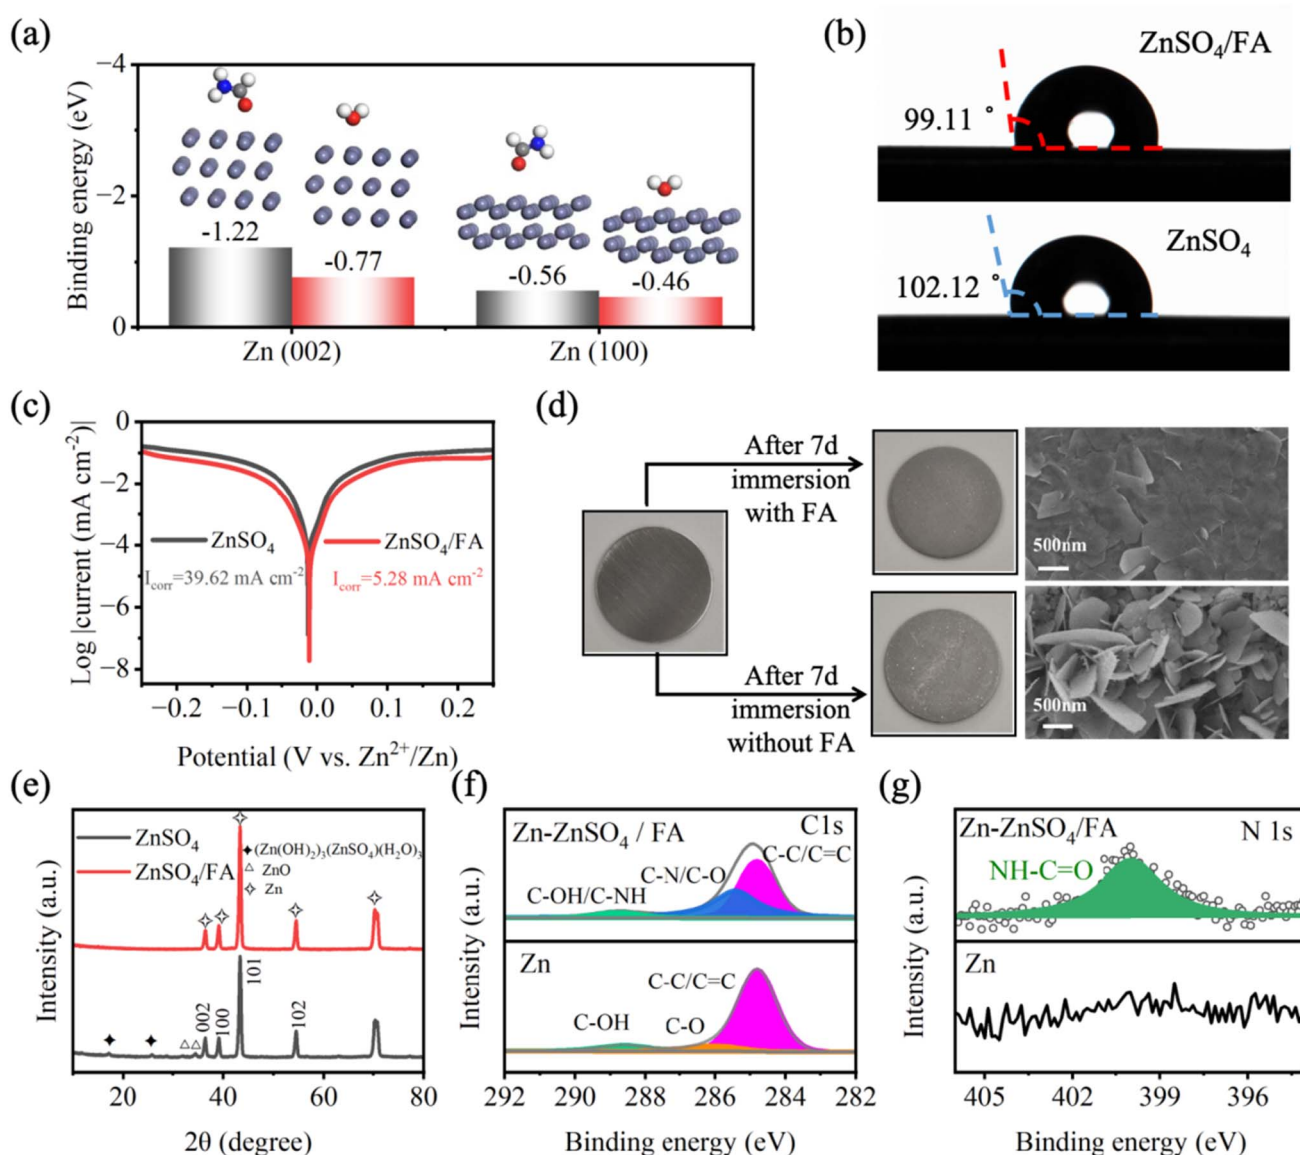 (a)
Binding energy (eV)
−4
−2
0
-1.22
-0.77
-0.56
-0.46
Zn (002)
Zn (100)
(b)
ZnSO₄/FA
99.11 °
ZnSO₄
102.12 °
(c)
Log |current (mA cm⁻²)|
0
−2
−4
−6
−8
ZnSO₄
ZnSO₄/FA
I_corr=39.62 mA cm⁻²
I_corr=5.28 mA cm⁻²
−0.2
−0.1
0.0
0.1
0.2
Potential (V vs. Zn²⁺/Zn)
(d)
After 7d
immersion
with FA
500nm
After 7d
immersion
without FA
500nm
(e)
Intensity (a.u.)
ZnSO₄
ZnSO₄/FA
(Zn(OH)₂)₃(ZnSO₄)(H₂O)₃
ZnO
Zn
002
100
101
102
20
40
60
80
2θ (degree)
(f)
Intensity (a.u.)
Zn-ZnSO₄ / FA
C1s
C-C/C=C
C-N/C-O
C-OH/C-NH
Zn
C-C/C=C
C-OH
C-O
292
290
288
286
284
282
Binding energy (eV)
(g)
Intensity (a.u.)
Zn-ZnSO₄/FA
N 1s
NH-C=O
Zn
405
402
399
396
Binding energy (eV)